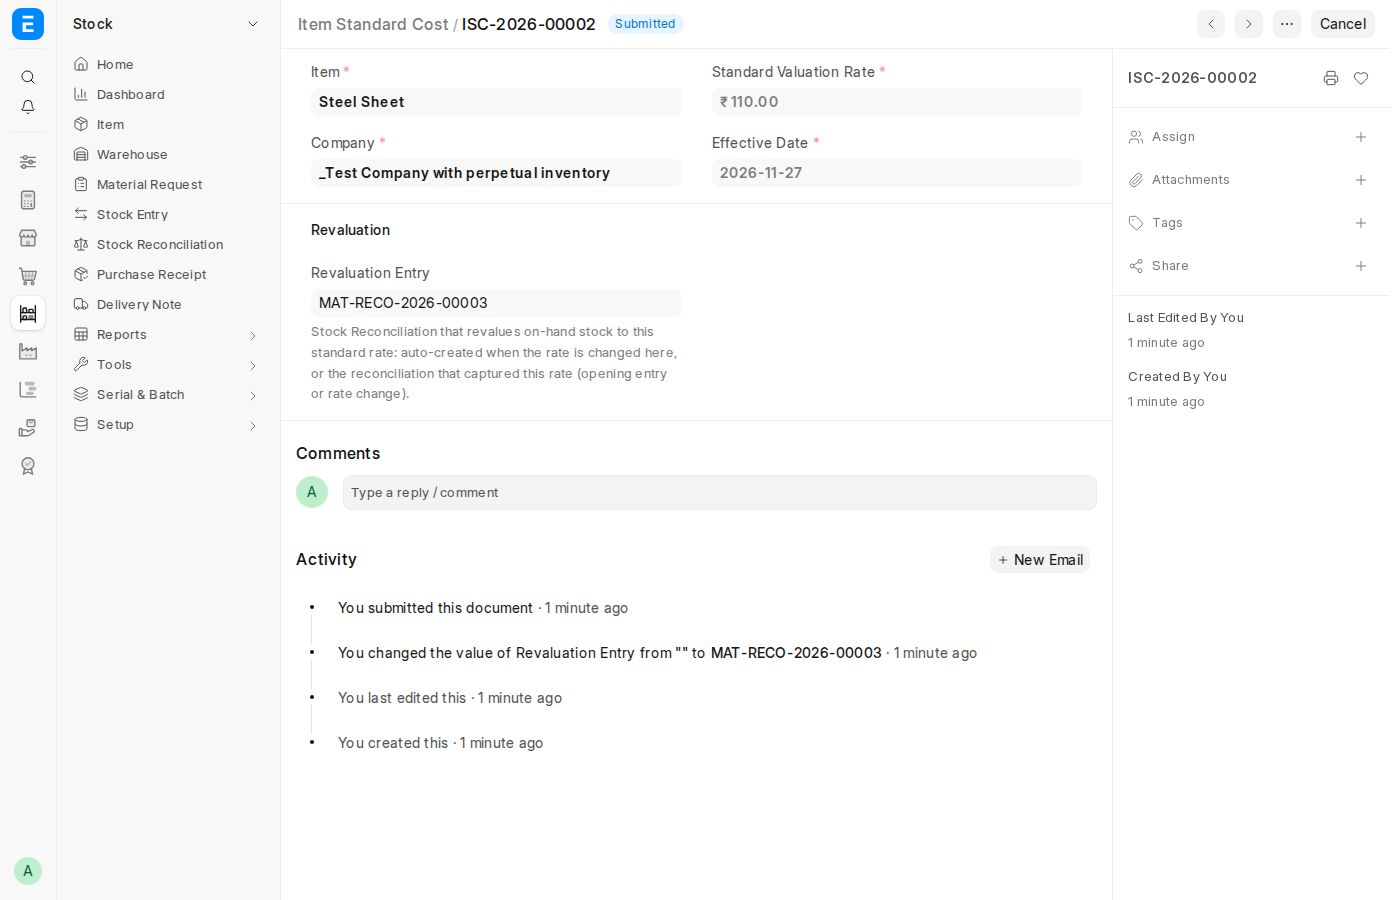 Stock
Home
Dashboard
Item
Warehouse
Material Request
Stock Entry
Stock Reconciliation
Purchase Receipt
Delivery Note
Reports
Tools
Serial & Batch
Setup
A
Item Standard Cost / ISC-2026-00002 Submitted
Cancel
Item *
Steel Sheet
Standard Valuation Rate *
₹ 110.00
Company *
_Test Company with perpetual inventory
Effective Date *
2026-11-27
Revaluation
Revaluation Entry
MAT-RECO-2026-00003
Stock Reconciliation that revalues on-hand stock to this
standard rate: auto-created when the rate is changed here,
or the reconciliation that captured this rate (opening entry
or rate change).
Comments
A
Type a reply / comment
Activity
+ New Email
You submitted this document · 1 minute ago
You changed the value of Revaluation Entry from "" to MAT-RECO-2026-00003 · 1 minute ago
You last edited this · 1 minute ago
You created this · 1 minute ago
ISC-2026-00002
Assign
Attachments
Tags
Share
Last Edited By You
1 minute ago
Created By You
1 minute ago